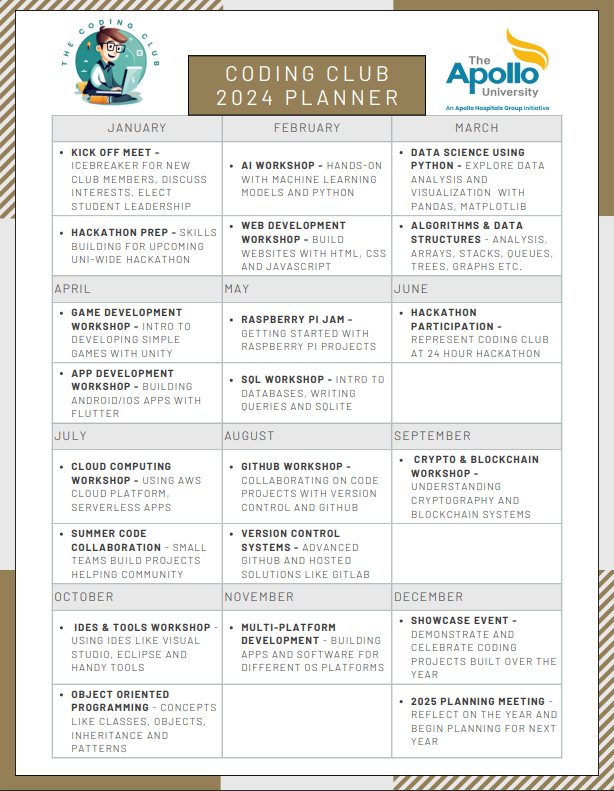 THE CODING CLUB
CODING CLUB
2024 PLANNER
The
Apollo
University
An Apollo Hospitals Group Initiative
JANUARY
FEBRUARY
MARCH
• KICK OFF MEET -
ICEBREAKER FOR NEW
CLUB MEMBERS, DISCUSS
INTERESTS, ELECT
STUDENT LEADERSHIP
• AI WORKSHOP - HANDS-ON
WITH MACHINE LEARNING
MODELS AND PYTHON
• DATA SCIENCE USING
PYTHON - EXPLORE DATA
ANALYSIS AND
VISUALIZATION WITH
PANDAS, MATPLOTLIB
• HACKATHON PREP - SKILLS
BUILDING FOR UPCOMING
UNI-WIDE HACKATHON
• WEB DEVELOPMENT
WORKSHOP - BUILD
WEBSITES WITH HTML, CSS
AND JAVASCRIPT
• ALGORITHMS & DATA
STRUCTURES - ANALYSIS,
ARRAYS, STACKS, QUEUES,
TREES, GRAPHS ETC.
APRIL
MAY
JUNE
• GAME DEVELOPMENT
WORKSHOP - INTRO TO
DEVELOPING SIMPLE
GAMES WITH UNITY
• RASPBERRY PI JAM -
GETTING STARTED WITH
RASPBERRY PI PROJECTS
• HACKATHON
PARTICIPATION -
REPRESENT CODING CLUB
AT 24 HOUR HACKATHON
• APP DEVELOPMENT
WORKSHOP - BUILDING
ANDROID/IOS APPS WITH
FLUTTER
• SQL WORKSHOP - INTRO TO
DATABASES, WRITING
QUERIES AND SQLITE
JULY
AUGUST
SEPTEMBER
• CLOUD COMPUTING
WORKSHOP - USING AWS
CLOUD PLATFORM,
SERVERLESS APPS
• GITHUB WORKSHOP -
COLLABORATING ON CODE
PROJECTS WITH VERSION
CONTROL AND GITHUB
• CRYPTO & BLOCKCHAIN
WORKSHOP -
UNDERSTANDING
CRYPTOGRAPHY AND
BLOCKCHAIN SYSTEMS
• SUMMER CODE
COLLABORATION - SMALL
TEAMS BUILD PROJECTS
HELPING COMMUNITY
• VERSION CONTROL
SYSTEMS - ADVANCED
GITHUB AND HOSTED
SOLUTIONS LIKE GITLAB
OCTOBER
NOVEMBER
DECEMBER
• IDES & TOOLS WORKSHOP -
USING IDES LIKE VISUAL
STUDIO, ECLIPSE AND
HANDY TOOLS
• MULTI-PLATFORM
DEVELOPMENT - BUILDING
APPS AND SOFTWARE FOR
DIFFERENT OS PLATFORMS
• SHOWCASE EVENT -
DEMONSTRATE AND
CELEBRATE CODING
PROJECTS BUILT OVER THE
YEAR
• OBJECT ORIENTED
PROGRAMMING - CONCEPTS
LIKE CLASSES, OBJECTS,
INHERITANCE AND
PATTERNS
• 2025 PLANNING MEETING -
REFLECT ON THE YEAR AND
BEGIN PLANNING FOR NEXT
YEAR